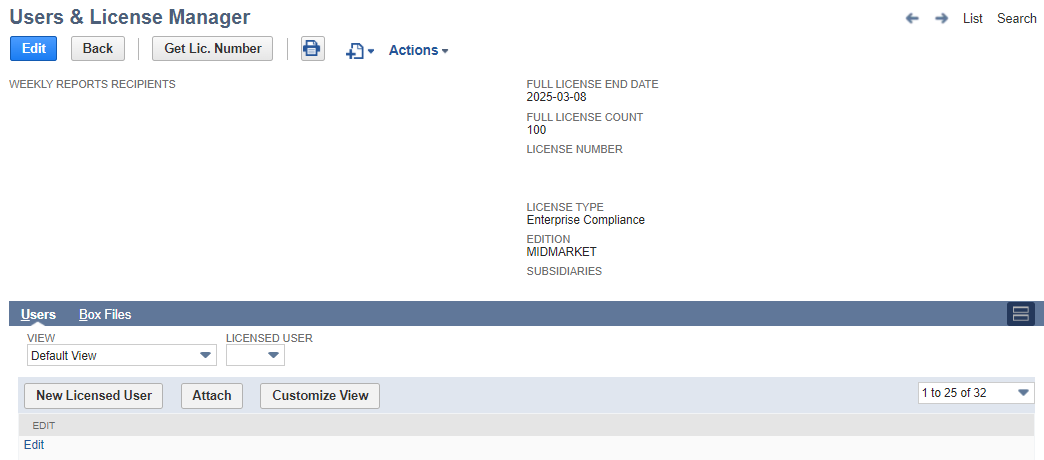 Users & License Manager
List Search
Edit Back Get Lic. Number Actions
WEEKLY REPORTS RECIPIENTS
FULL LICENSE END DATE
2025-03-08
FULL LICENSE COUNT
100
LICENSE NUMBER
LICENSE TYPE
Enterprise Compliance
EDITION
MIDMARKET
SUBSIDIARIES
Users Box Files
VIEW LICENSED USER
Default View
New Licensed User Attach Customize View 1 to 25 of 32
EDIT
Edit